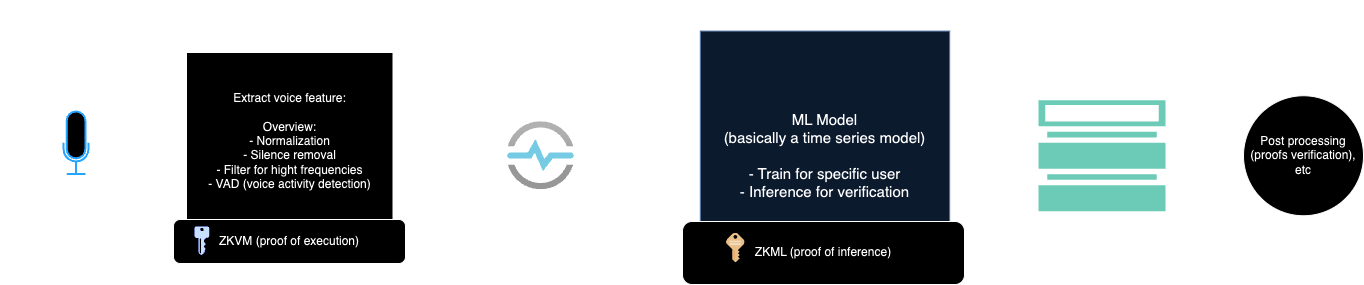 Extract voice feature:
Overview:
- Normalization
- Silence removal
- Filter for hight frequencies
- VAD (voice activity detection)
ZKVM (proof of execution)
ML Model
(basically a time series model)
- Train for specific user
- Inference for verification
ZKML (proof of inference)
Post processing
(proofs verification),
etc